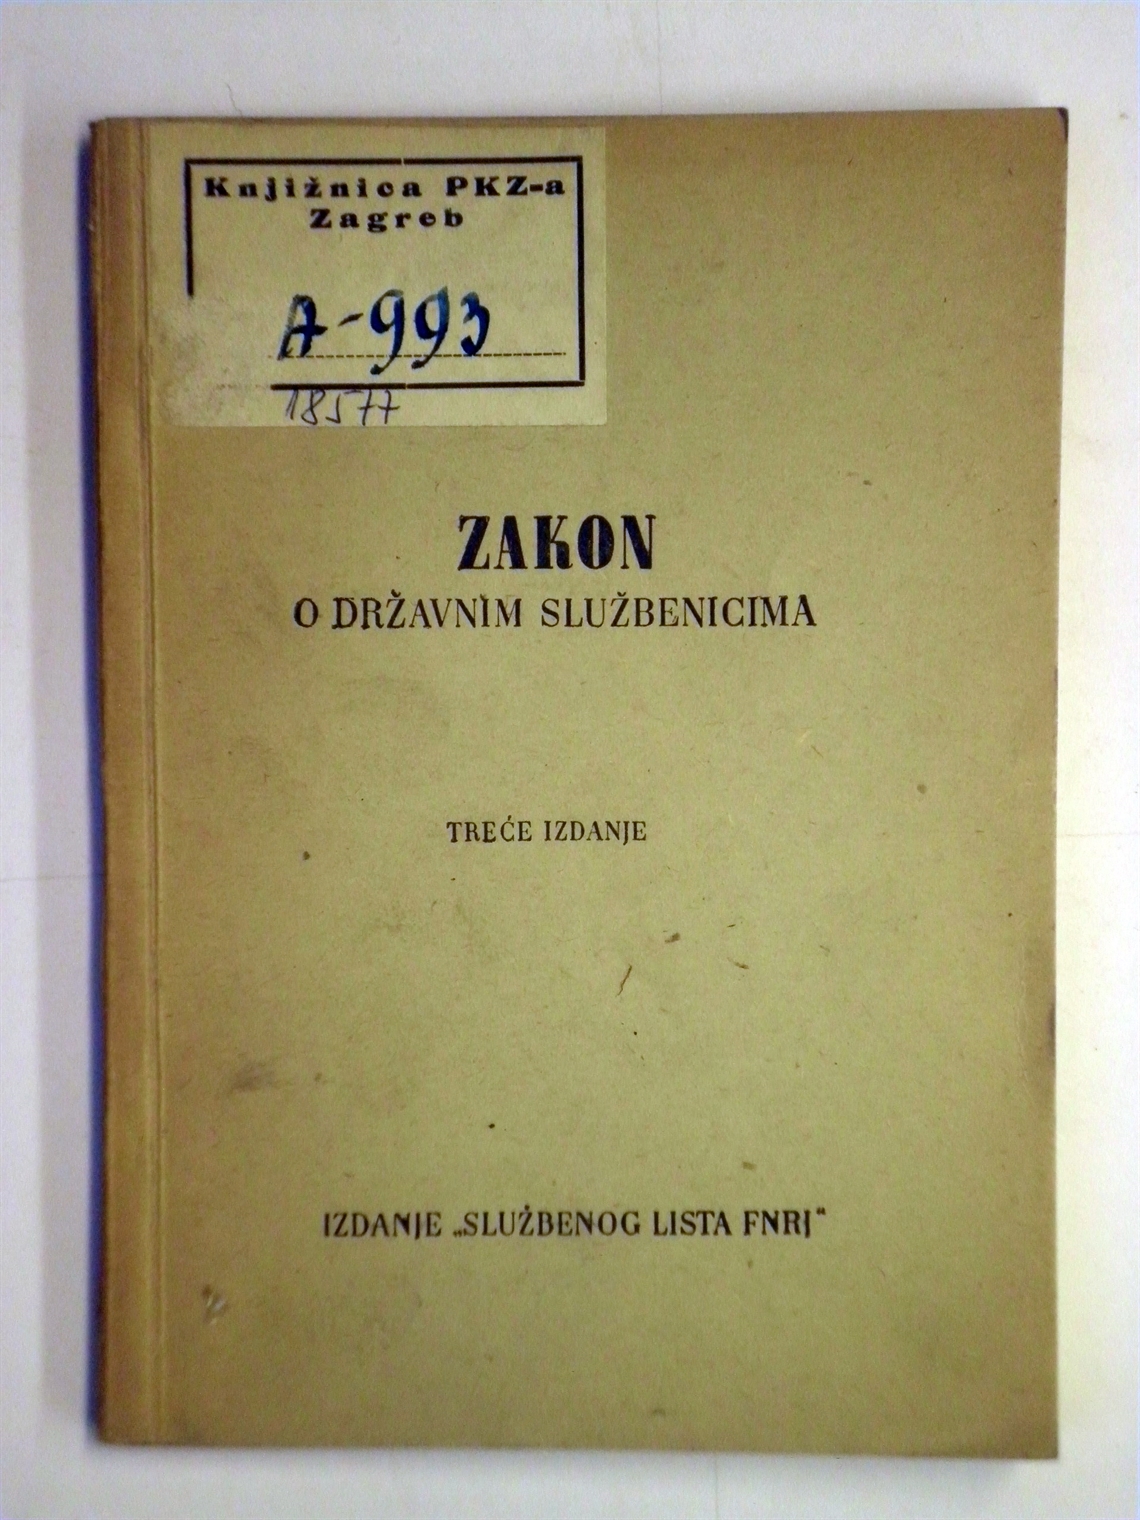 Knjižnica PKZ-a
Zagreb
A-993
18577
ZAKON
O DRŽAVNIM SLUŽBENICIMA
TREĆE IZDANJE
IZDANJE „SLUŽBENOG LISTA FNRJ“